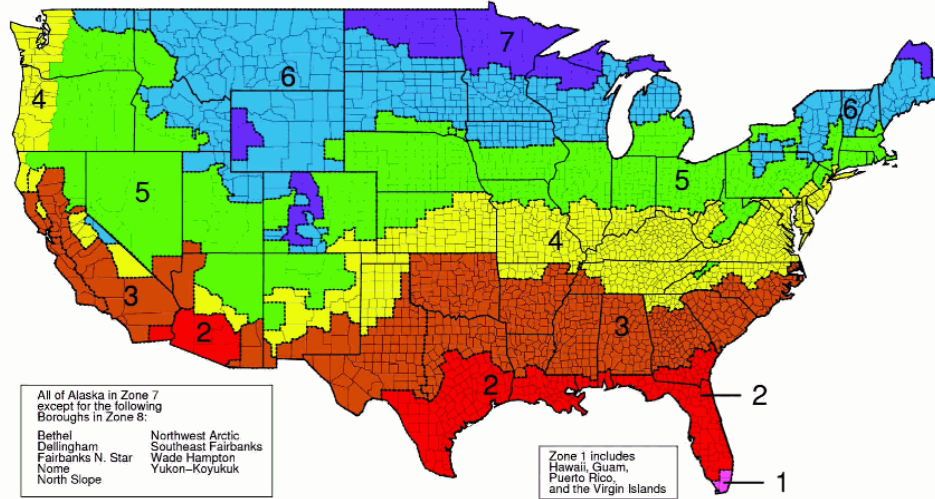 7
6
4
6
5
5
4
3
3
2
2
2
1
All of Alaska in Zone 7
except for the following
Boroughs in Zone 8:
Bethel Northwest Arctic
Dellingham Southeast Fairbanks
Fairbanks N. Star Wade Hampton
Nome Yukon-Koyukuk
North Slope
Zone 1 includes
Hawaii, Guam,
Puerto Rico,
and the Virgin Islands